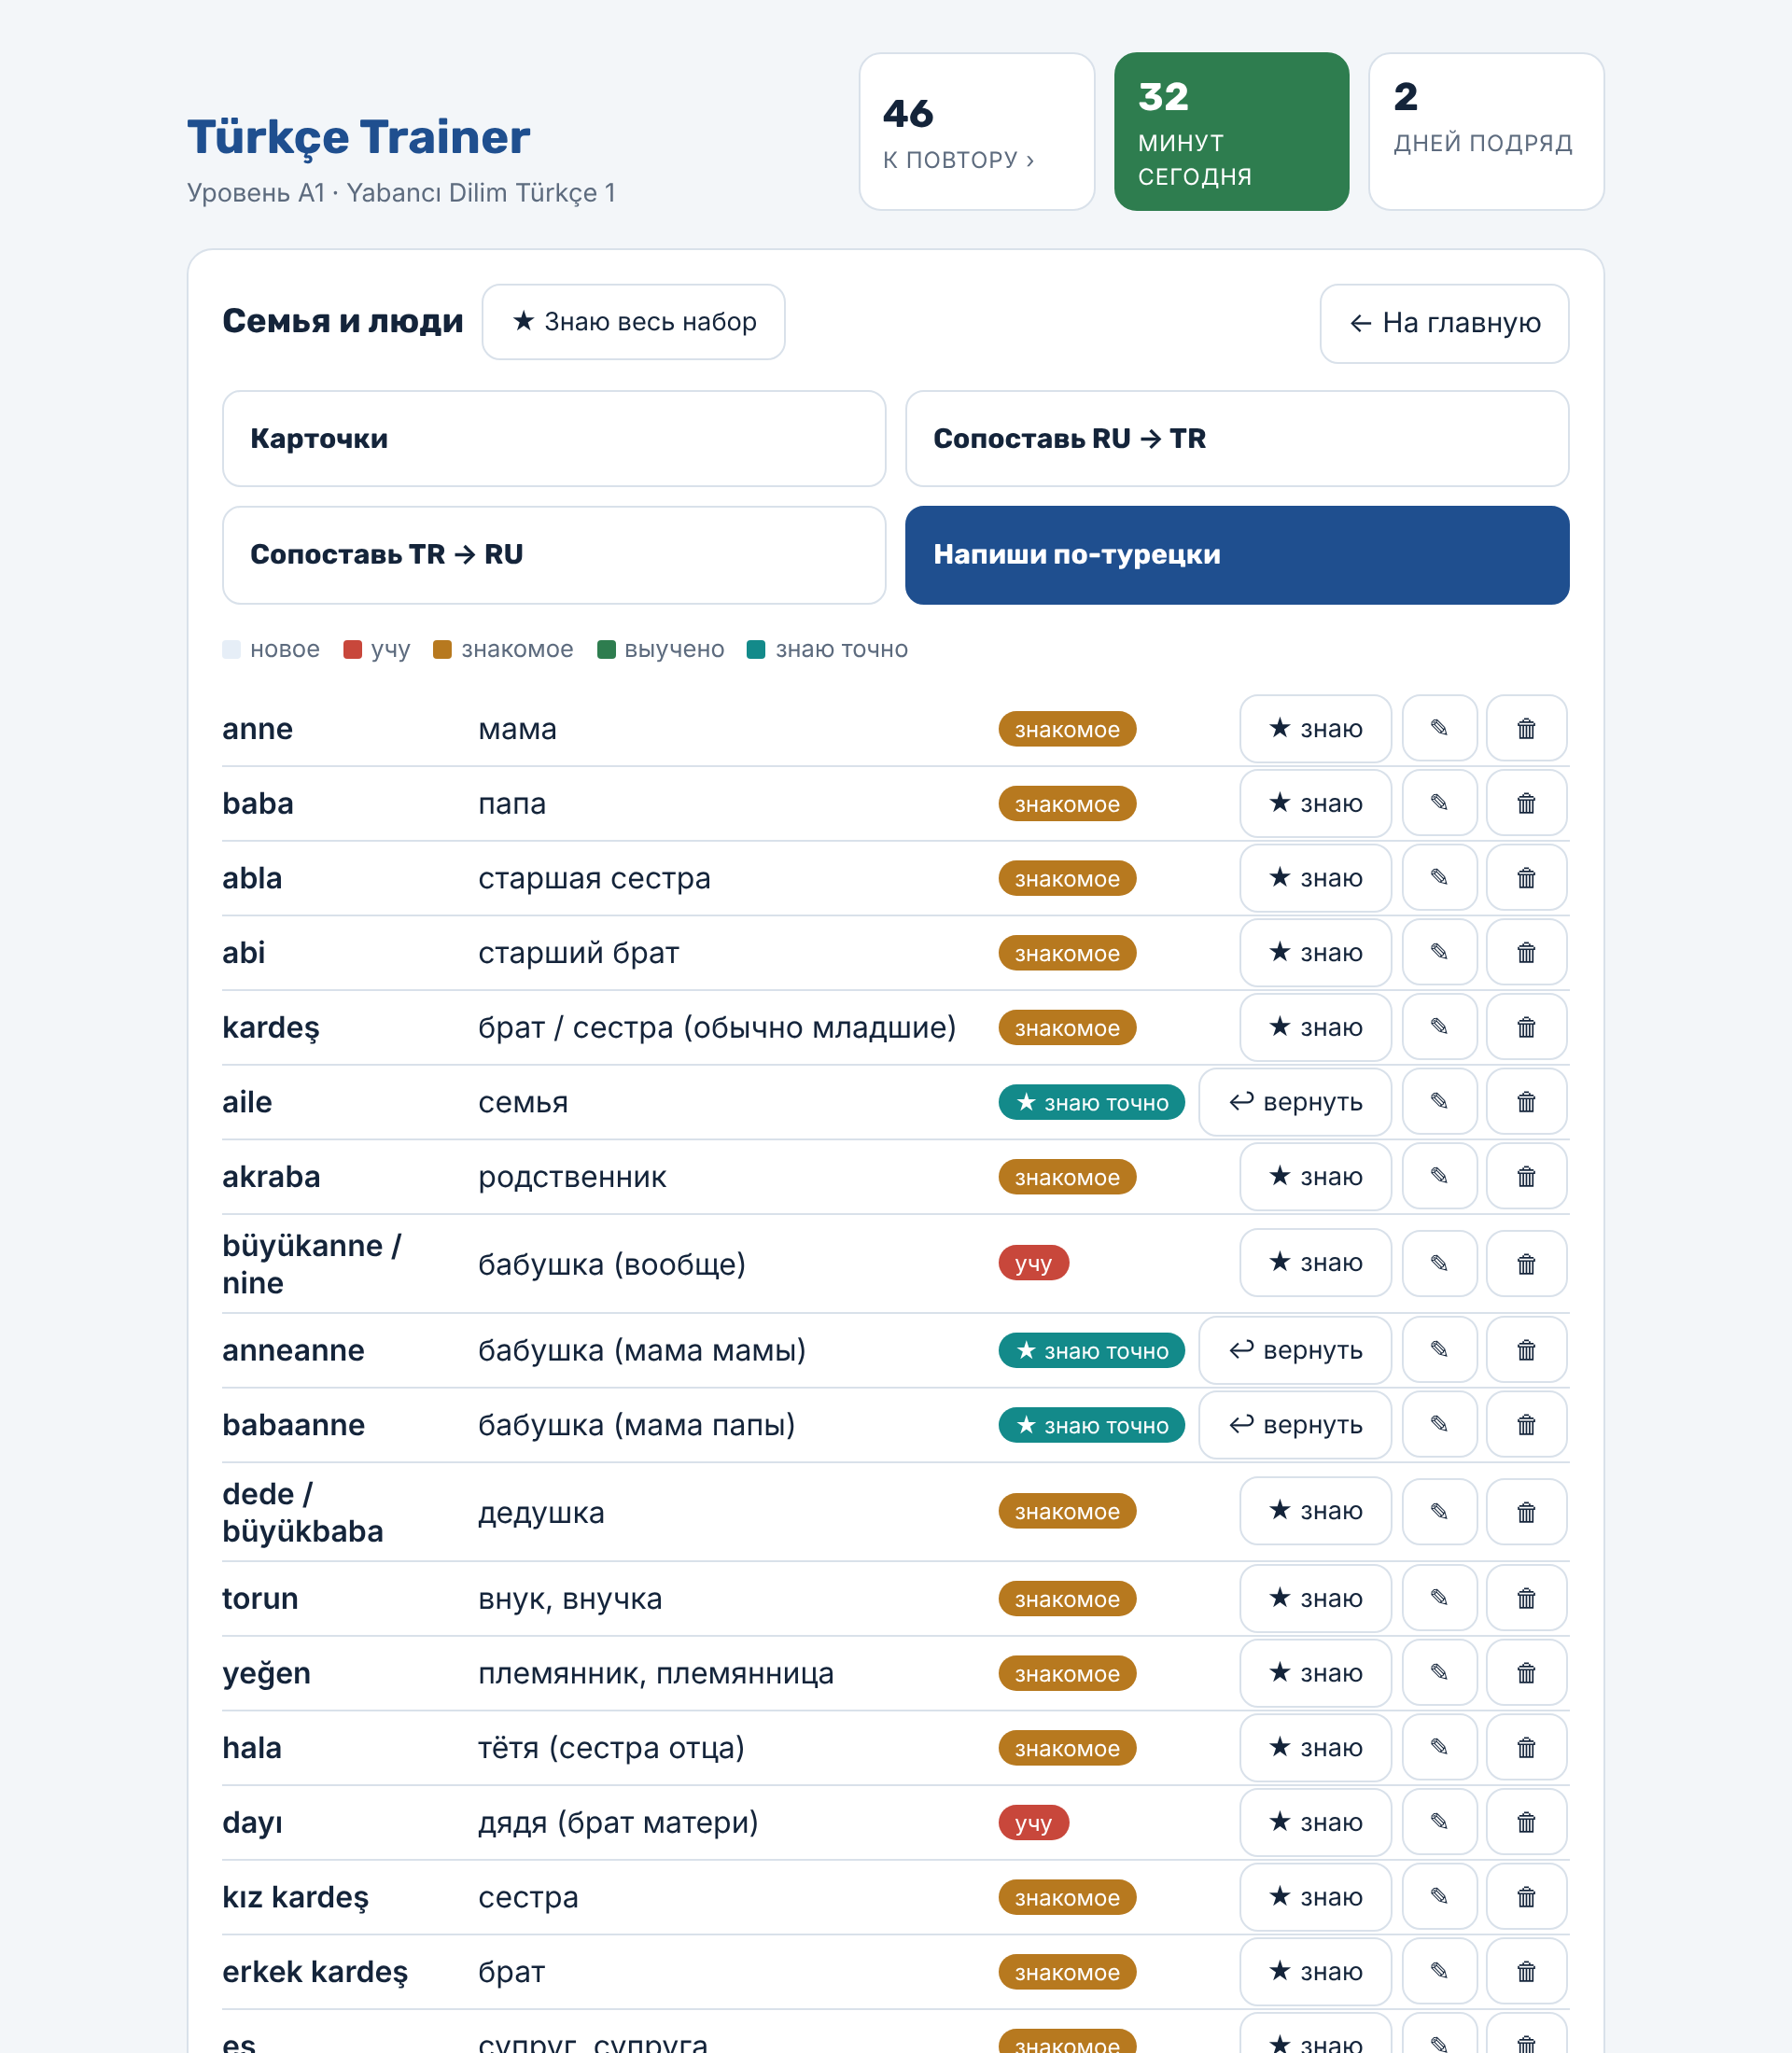 Türkçe Trainer
Уровень A1 · Yabancı Dilim Türkçe 1
46
К ПОВТОРУ ›
32
МИНУТ
СЕГОДНЯ
2
ДНЕЙ ПОДРЯД
Семья и люди
★ Знаю весь набор
← На главную
Карточки
Сопоставь RU → TR
Сопоставь TR → RU
Напиши по-турецки
новое учу знакомое выучено знаю точно
anne мама знакомое ★ знаю
baba папа знакомое ★ знаю
abla старшая сестра знакомое ★ знаю
abi старший брат знакомое ★ знаю
kardeş брат / сестра (обычно младшие) знакомое ★ знаю
aile семья ★ знаю точно ↩ вернуть
akraba родственник знакомое ★ знаю
büyükanne /
nine бабушка (вообще) учу ★ знаю
anneanne бабушка (мама мамы) ★ знаю точно ↩ вернуть
babaanne бабушка (мама папы) ★ знаю точно ↩ вернуть
dede /
büyükbaba дедушка знакомое ★ знаю
torun внук, внучка знакомое ★ знаю
yeğen племянник, племянница знакомое ★ знаю
hala тётя (сестра отца) знакомое ★ знаю
dayı дядя (брат матери) учу ★ знаю
kız kardeş сестра знакомое ★ знаю
erkek kardeş брат знакомое ★ знаю
супруг, супруга знакомое ★ знаю